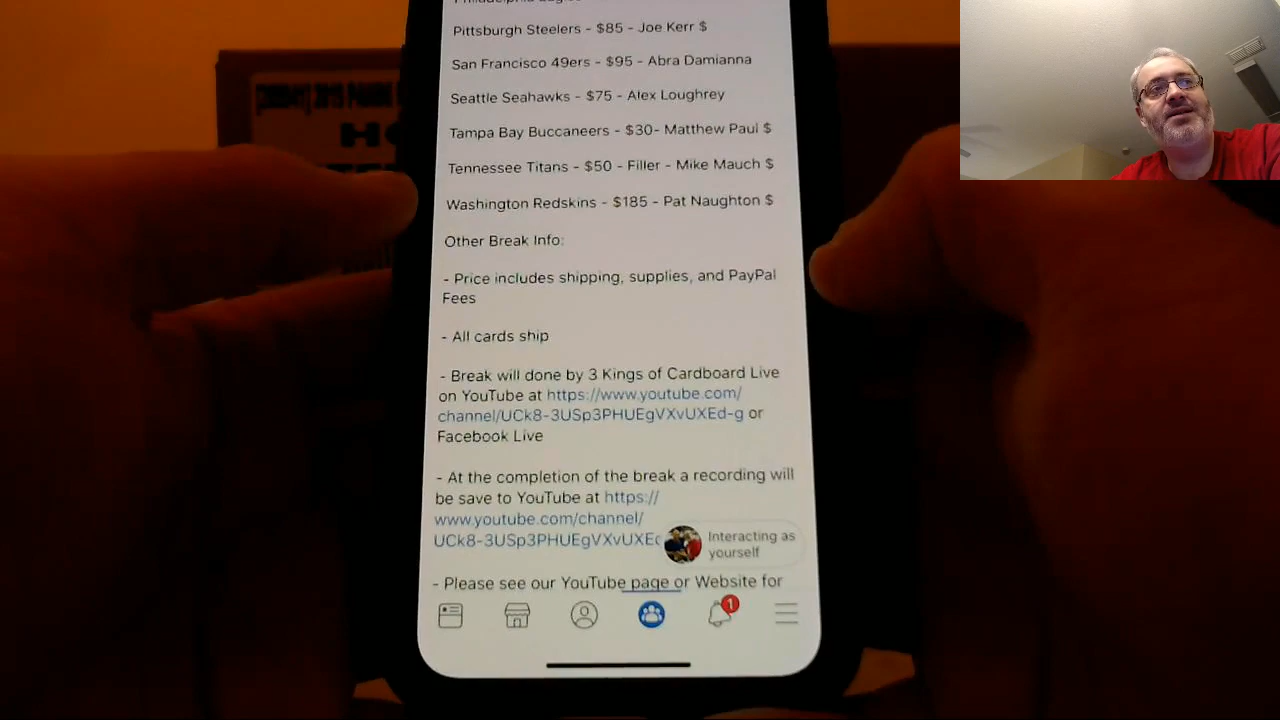 Philadelphia Eagles
Pittsburgh Steelers - $85 - Joe Kerr $
San Francisco 49ers - $95 - Abra Damianna
Seattle Seahawks - $75 - Alex Loughrey
Tampa Bay Buccaneers - $30- Matthew Paul $
Tennessee Titans - $50 - Filler - Mike Mauch $
Washington Redskins - $185 - Pat Naughton $
Other Break Info:
- Price includes shipping, supplies, and PayPal
Fees
- All cards ship
- Break will done by 3 Kings of Cardboard Live
on YouTube at https://www.youtube.com/
channel/UCk8-3USp3PHUEgVXvUXEd-g or
Facebook Live
- At the completion of the break a recording will
be save to YouTube at https://
www.youtube.com/channel/
UCk8-3USp3PHUEgVXvUXEd
Interacting as
yourself
- Please see our YouTube page or Website for
1